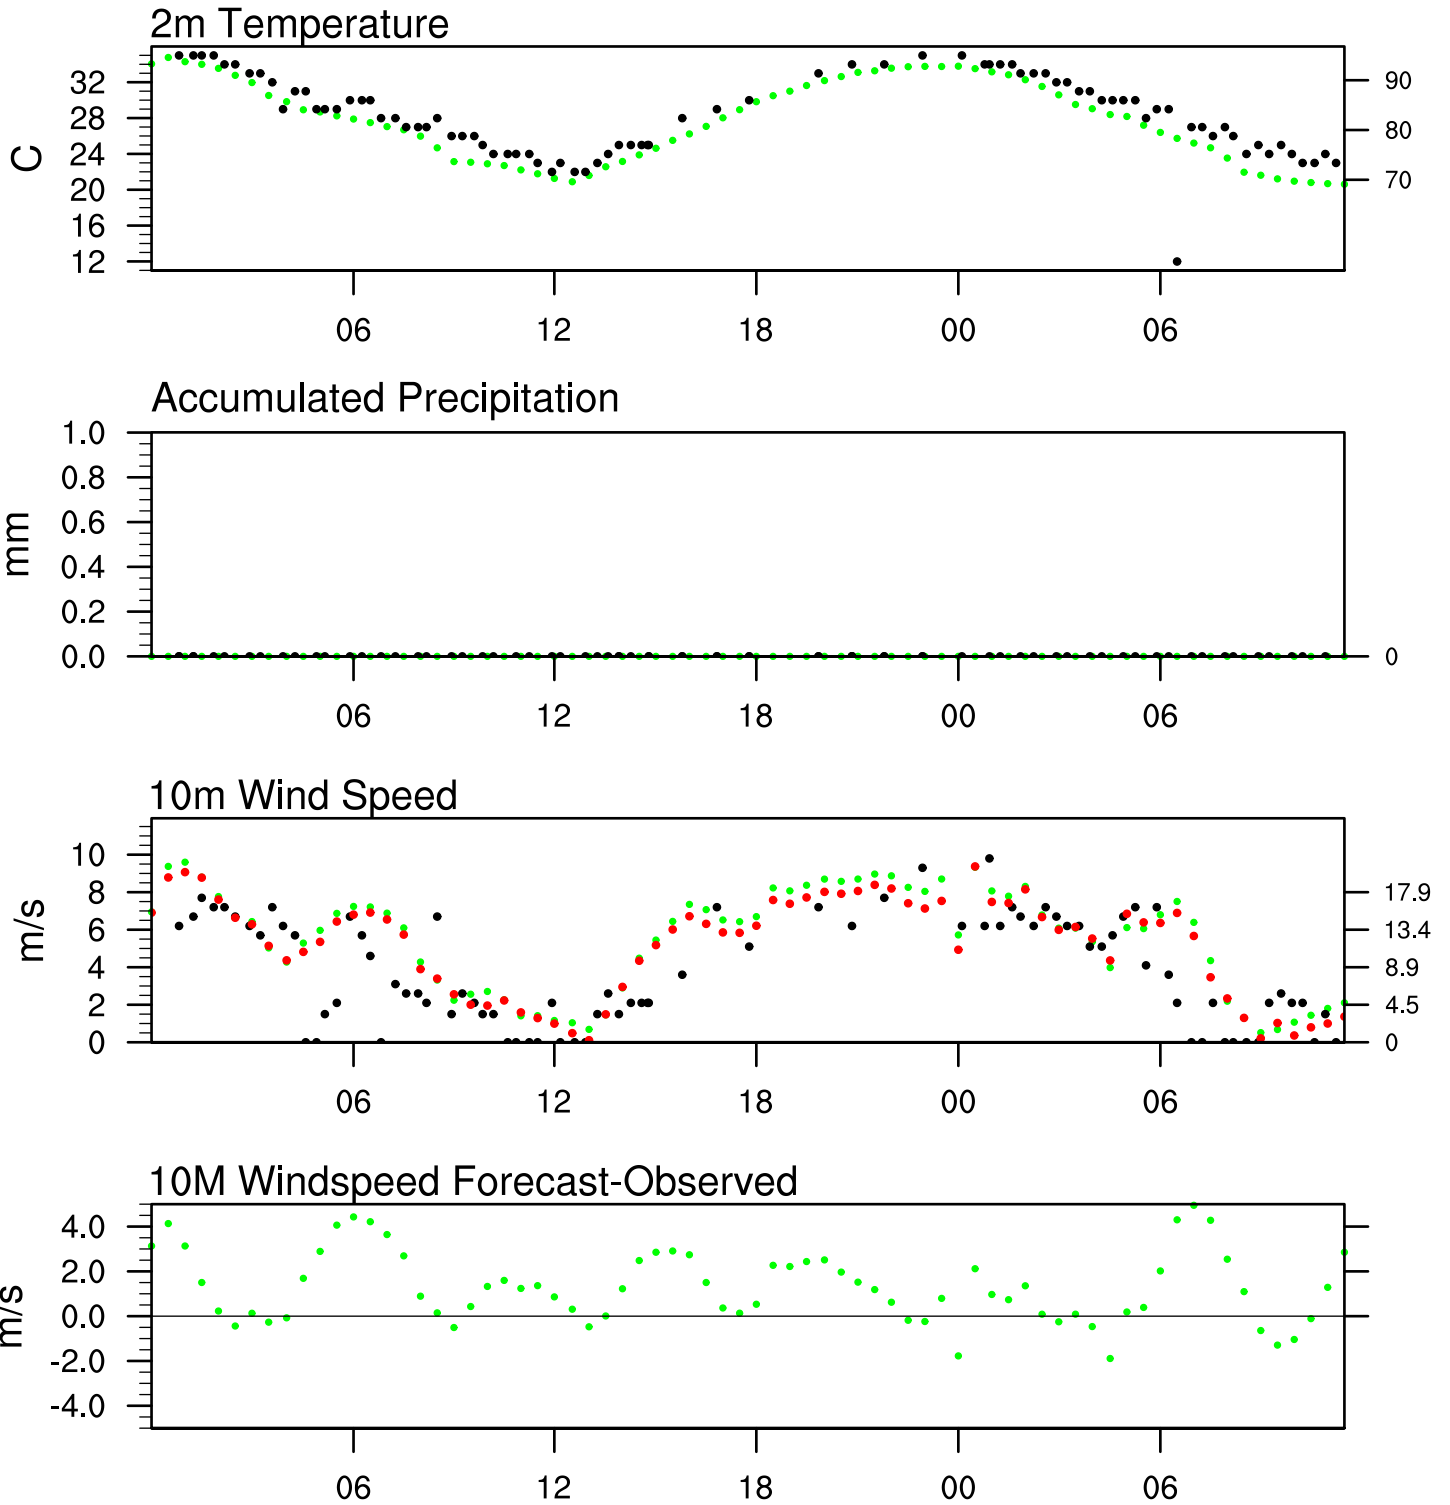 2m Temperature
32
28
24
20
16
12
C
90
80
70
06 12 18 00 06
Accumulated Precipitation
1.0
0.8
0.6
0.4
0.2
0.0
mm
0
06 12 18 00 06
10m Wind Speed
10
8
6
4
2
0
m/s
17.9
13.4
8.9
4.5
0
06 12 18 00 06
10M Windspeed Forecast-Observed
4.0
2.0
0.0
-2.0
-4.0
m/s
06 12 18 00 06